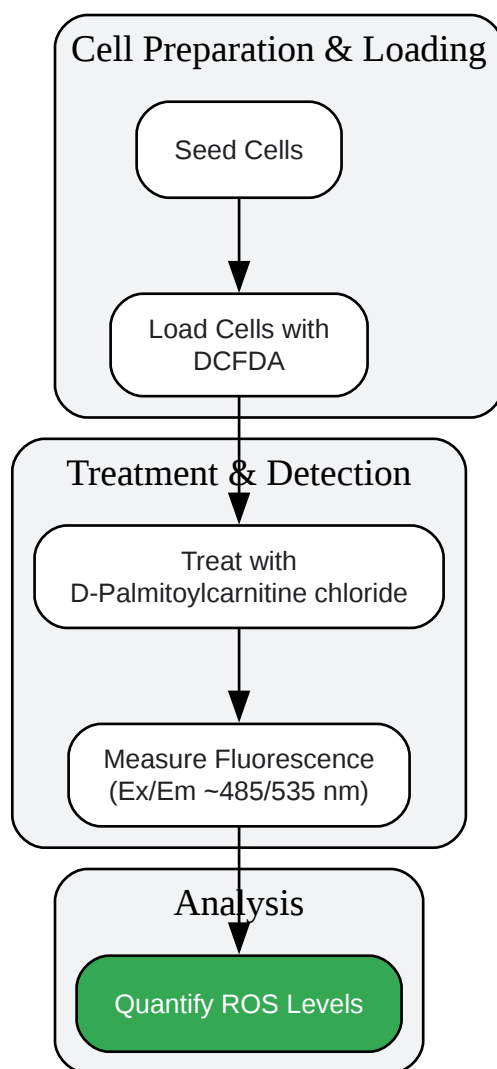 Cell Preparation & Loading
Seed Cells
Load Cells with
DCFDA
Treatment & Detection
Treat with
D-Palmitoylcarnitine chloride
Measure Fluorescence
(Ex/Em ~485/535 nm)
Analysis
Quantify ROS Levels